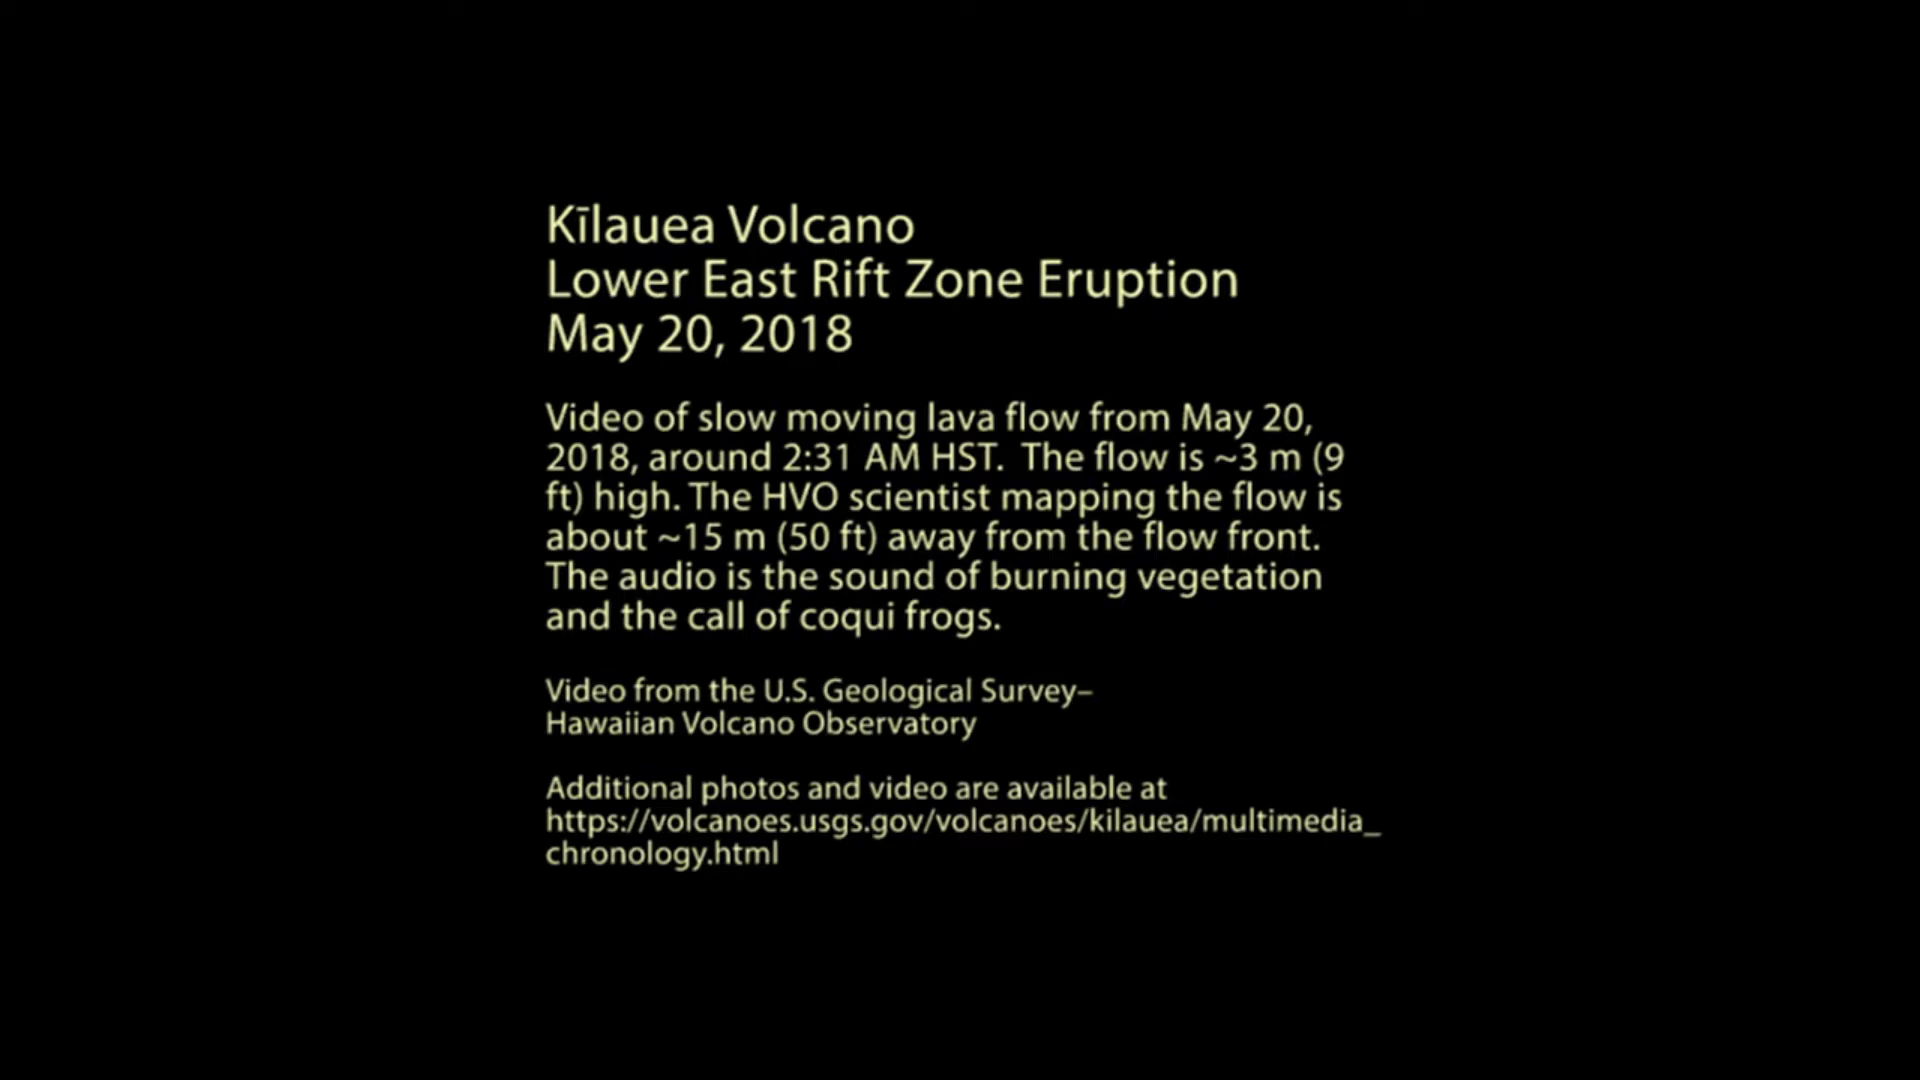 Kīlauea Volcano
Lower East Rift Zone Eruption
May 20, 2018
Video of slow moving lava flow from May 20,
2018, around 2:31 AM HST.  The flow is ~3 m (9
ft) high. The HVO scientist mapping the flow is
about ~15 m (50 ft) away from the flow front.
The audio is the sound of burning vegetation
and the call of coqui frogs.
Video from the U.S. Geological Survey–
Hawaiian Volcano Observatory
Additional photos and video are available at
https://volcanoes.usgs.gov/volcanoes/kilauea/multimedia_
chronology.html